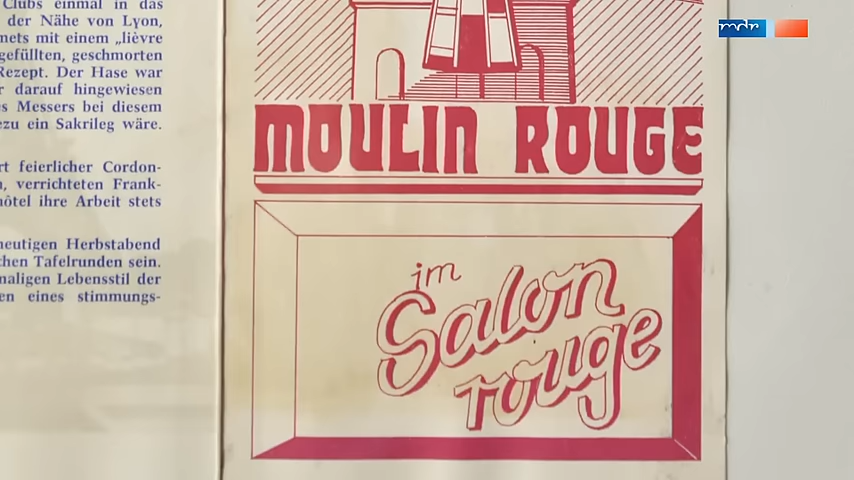 Clubs einmal in das
der Nähe von Lyon,
mets mit einem „lièvre
gefüllten, geschmorten
Rezept. Der Hase war
darauf hingewiesen
Messers bei diesem
ezu ein Sakrileg wäre.
rt feierlicher Cordon-
verrichteten Frank-
hôtel ihre Arbeit stets
heutigen Herbstabend
chen Tafelrunden sein.
maligen Lebensstil der
en eines stimmungs-
MOULIN ROUGE
im
Salon
rouge
mdr